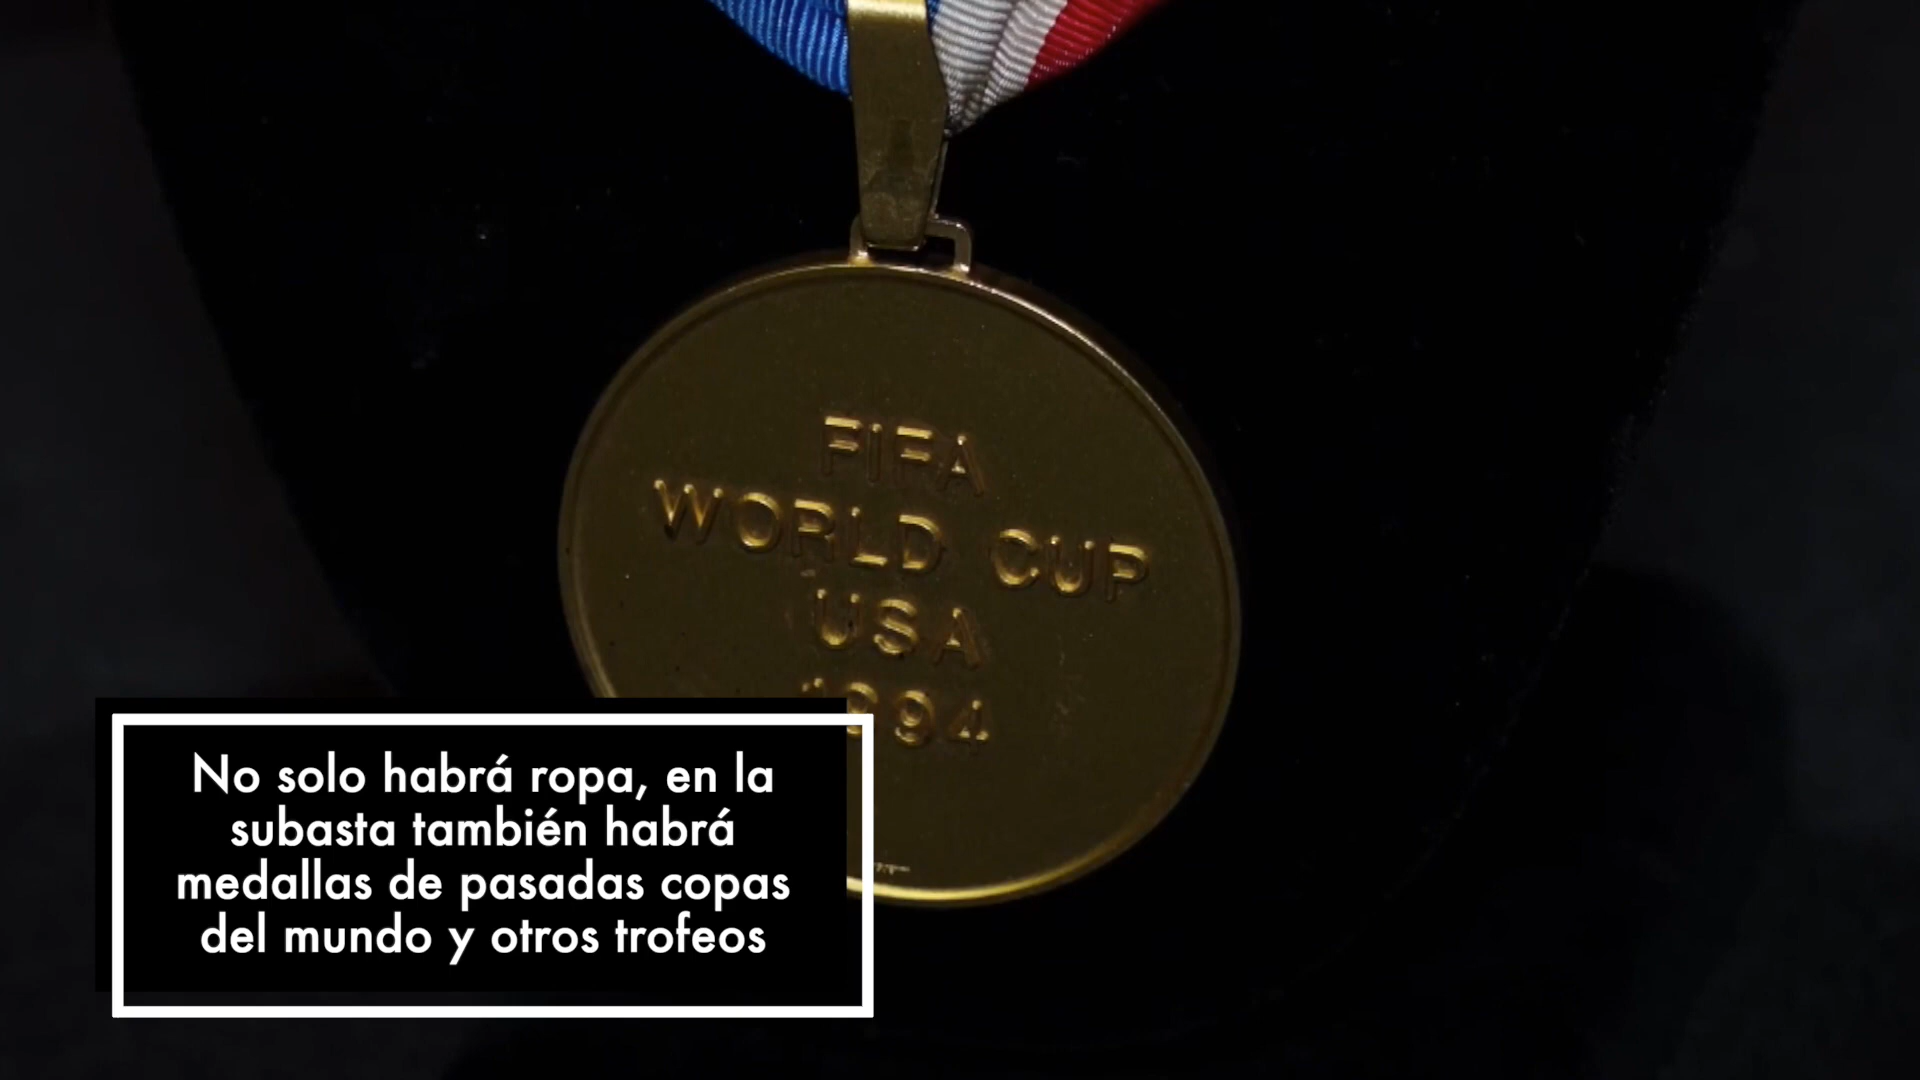 FIFA
WORLD CUP
USA
1994
No solo habrá ropa, en la
subasta también habrá
medallas de pasadas copas
del mundo y otros trofeos